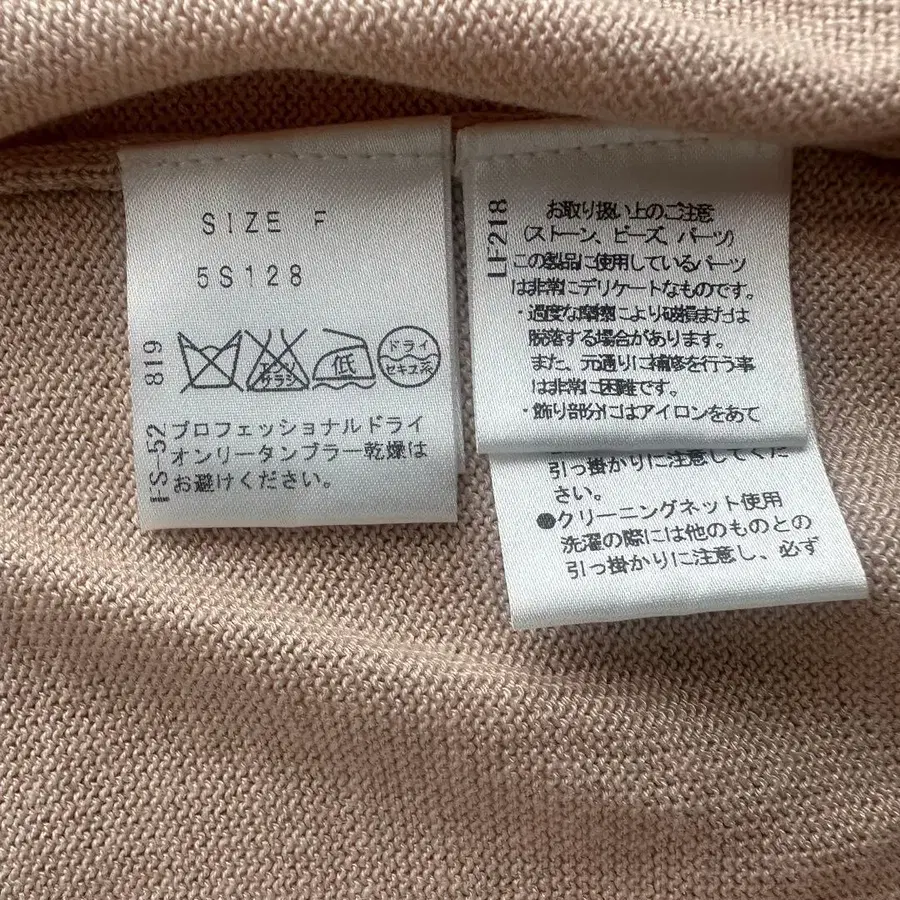 SIZE F
5S128
エンソ
サラシ
低
ドライ
セキユ系
FS-52 819
プロフェッショナルドライ
オンリータンブラー乾燥は
お避けください。
LF218
お取り扱い上のご注意
(ストーン、ビーズ、パーツ)
この製品に使用しているパーツ
は非常にデリケートなものです。
・過度な摩擦により破損または
脱落する場合があります。
また、元通りに補修を行う事
は非常に困難です。
・飾り部分にはアイロンをあて
引っ掛かりに注意してくだ
さい。
●クリーニングネット使用
洗濯の際には他のものとの
引っ掛かりに注意し、必ず